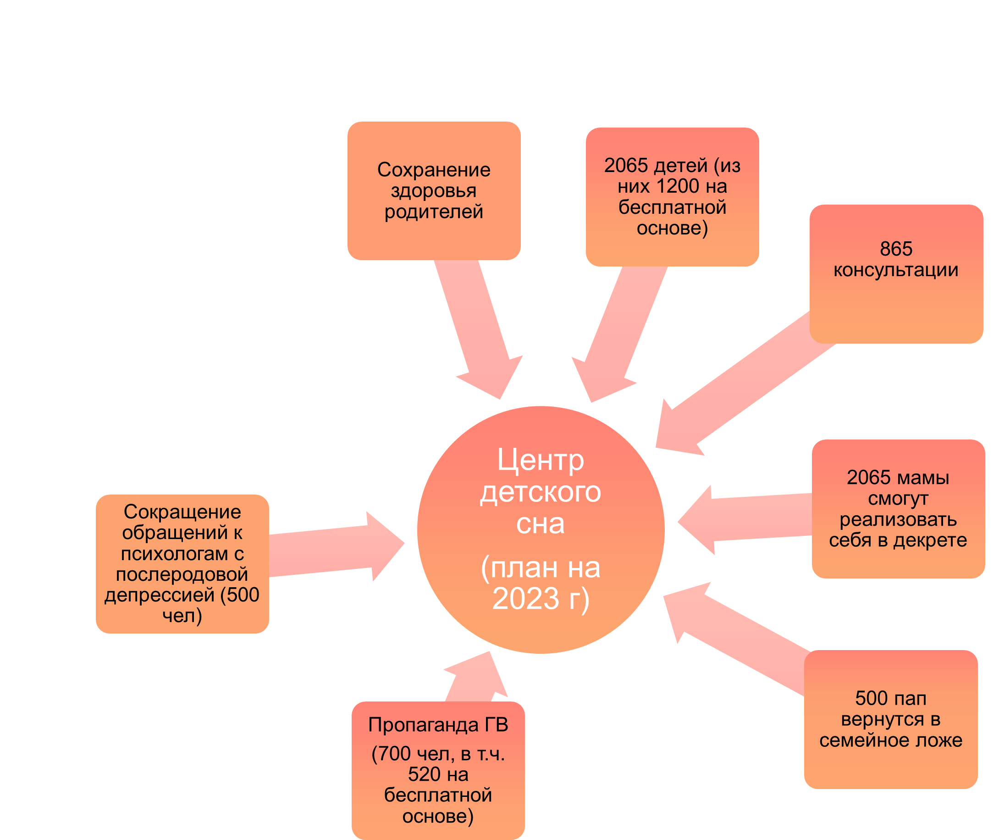 Сохранение
здоровья
родителей
2065 детей (из
них 1200 на
бесплатной
основе)
865
консультации
Центр
детского
сна
(план на
2023 г)
2065 мамы
смогут
реализовать
себя в декрете
Сокращение
обращений к
психологам с
послеродовой
депрессией (500
чел)
500 пап
вернутся в
семейное ложе
Пропаганда ГВ
(700 чел, в т.ч.
520 на
бесплатной
основе)